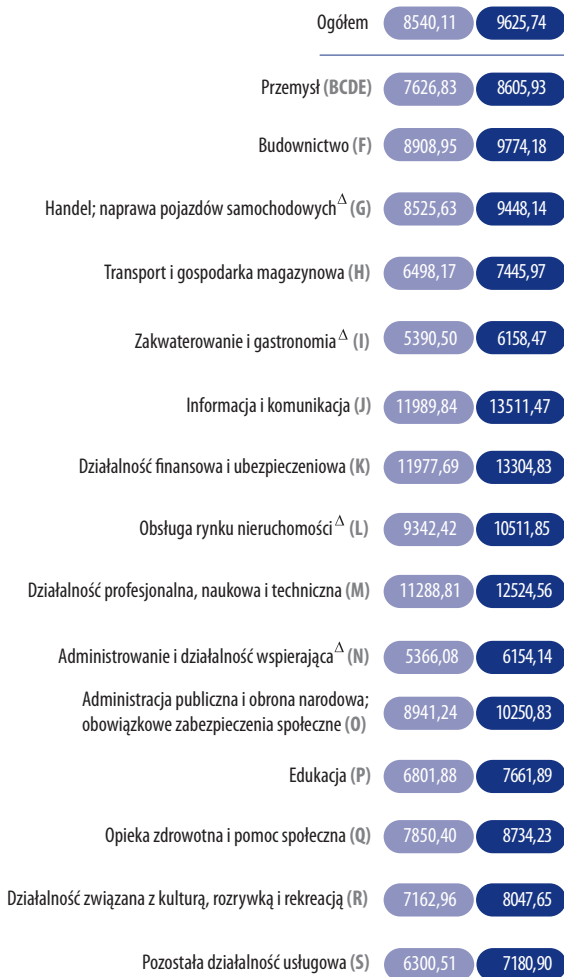 Ogółem 8540,11 9625,74
Przemysł (BCDE) 7626,83 8605,93
Budownictwo (F) 8908,95 9774,18
Handel; naprawa pojazdów samochodowych^Δ (G) 8525,63 9448,14
Transport i gospodarka magazynowa (H) 6498,17 7445,97
Zakwaterowanie i gastronomia^Δ (I) 5390,50 6158,47
Informacja i komunikacja (J) 11989,84 13511,47
Działalność finansowa i ubezpieczeniowa (K) 11977,69 13304,83
Obsługa rynku nieruchomości^Δ (L) 9342,42 10511,85
Działalność profesjonalna, naukowa i techniczna (M) 11288,81 12524,56
Administrowanie i działalność wspierająca^Δ (N) 5366,08 6154,14
Administracja publiczna i obrona narodowa;
obowiązkowe zabezpieczenia społeczne (O) 8941,24 10250,83
Edukacja (P) 6801,88 7661,89
Opieka zdrowotna i pomoc społeczna (Q) 7850,40 8734,23
Działalność związana z kulturą, rozrywką i rekreacją (R) 7162,96 8047,65
Pozostała działalność usługowa (S) 6300,51 7180,90